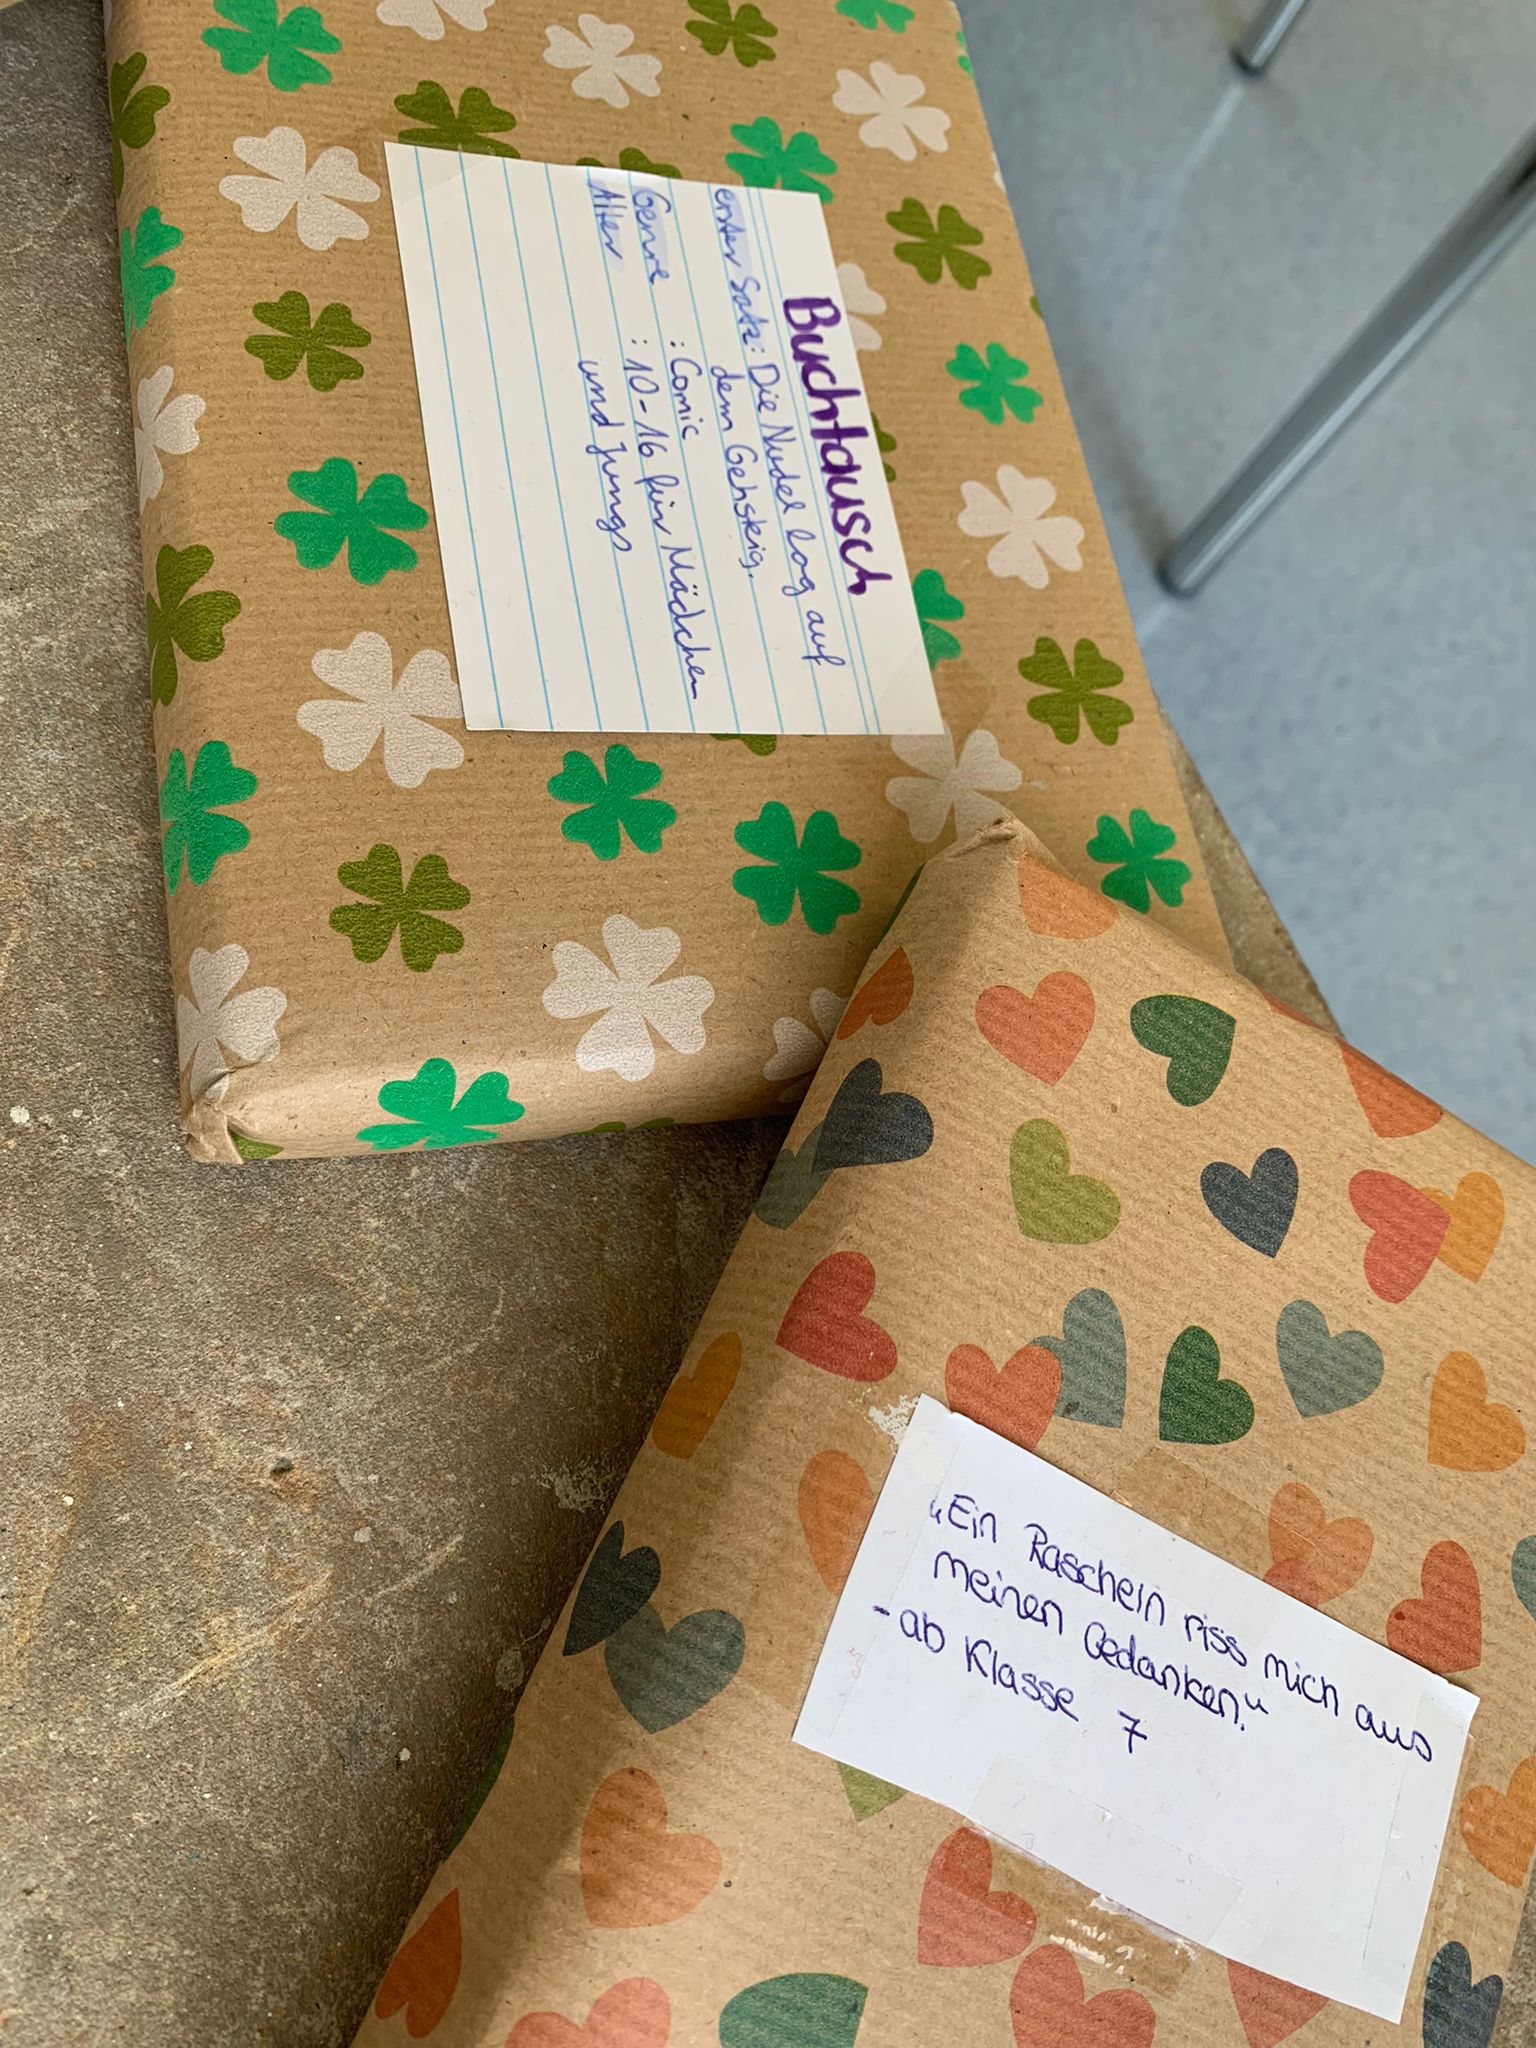 Buchtausch
erster Satz: Die Nudel lag auf
dem Gehsteig.
Genre : Comic
Alter : 10-16 für Mädchen
und Jungs
„Ein Rascheln riss mich aus
meinen Gedanken."
-ab Klasse 7